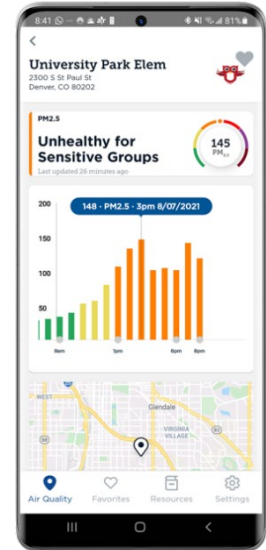 8:41
81%
University Park Elem
2300 S St Paul St
Denver, CO 80202
PM2.5
Unhealthy for
Sensitive Groups
Last updated 26 minutes ago
145
PM2.5
200
148 - PM2.5 - 3pm 8/07/2021
150
100
50
8am
1pm
6pm
8pm
WEST
Glendale
VIRGINIA
VILLAGE
Air Quality
Favorites
Resources
Settings